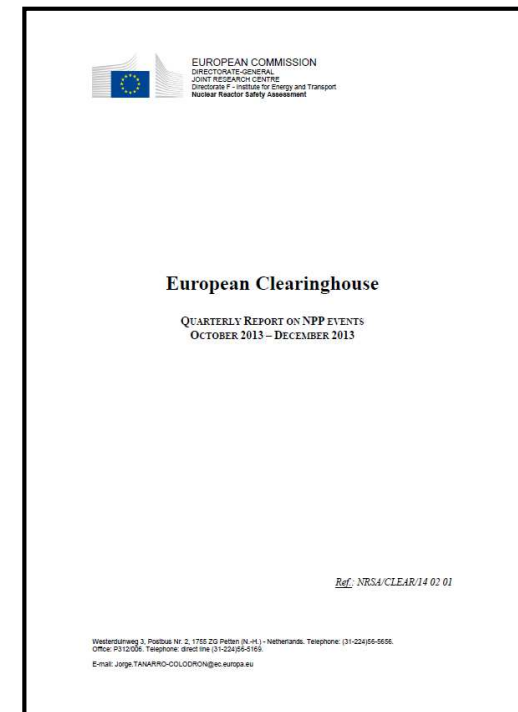 EUROPEAN COMMISSION
DIRECTORATE-GENERAL
JOINT RESEARCH CENTRE
Directorate F - Institute for Energy and Transport
Nuclear Reactor Safety Assessment
European Clearinghouse
QUARTERLY REPORT ON NPP EVENTS
OCTOBER 2013 – DECEMBER 2013
Ref.: NRSA/CLEAR/14 02 01
Westerduinweg 3, Postbus Nr. 2, 1755 ZG Petten (N.-H.) - Netherlands. Telephone: (31-224)56-5656.
Office: P312/006. Telephone: direct line (31-224)56-5169.
E-mail: Jorge.TANARRO-COLODRON@ec.europa.eu